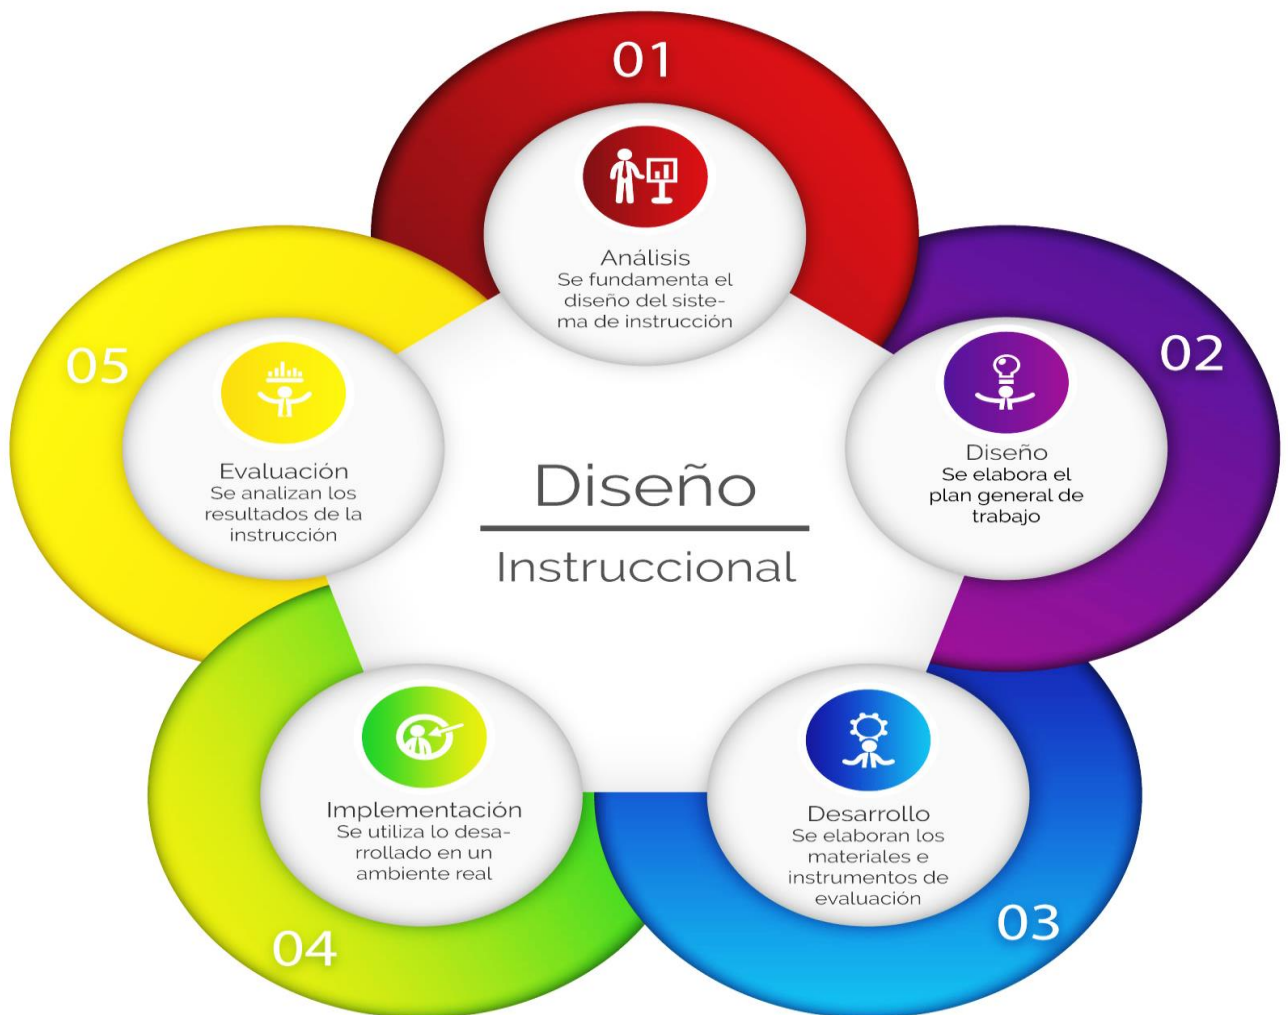 01
Análisis
Se fundamenta el
diseño del siste-
ma de instrucción
02
Diseño
Se elabora el
plan general de
trabajo
03
Desarrollo
Se elaboran los
materiales e
instrumentos de
evaluación
04
Implementación
Se utiliza lo desa-
rrollado en un
ambiente real
05
Evaluación
Se analizan los
resultados de la
instrucción
Diseño
Instruccional